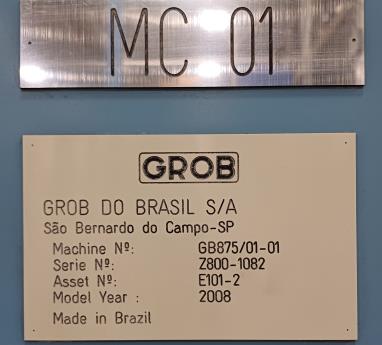 MC 01
GROB
GROB DO BRASIL S/A
São Bernardo do Campo-SP
Machine Nº: GB875/01-01
Serie Nº: Z800-1082
Asset Nº: E101-2
Model Year : 2008
Made in Brazil